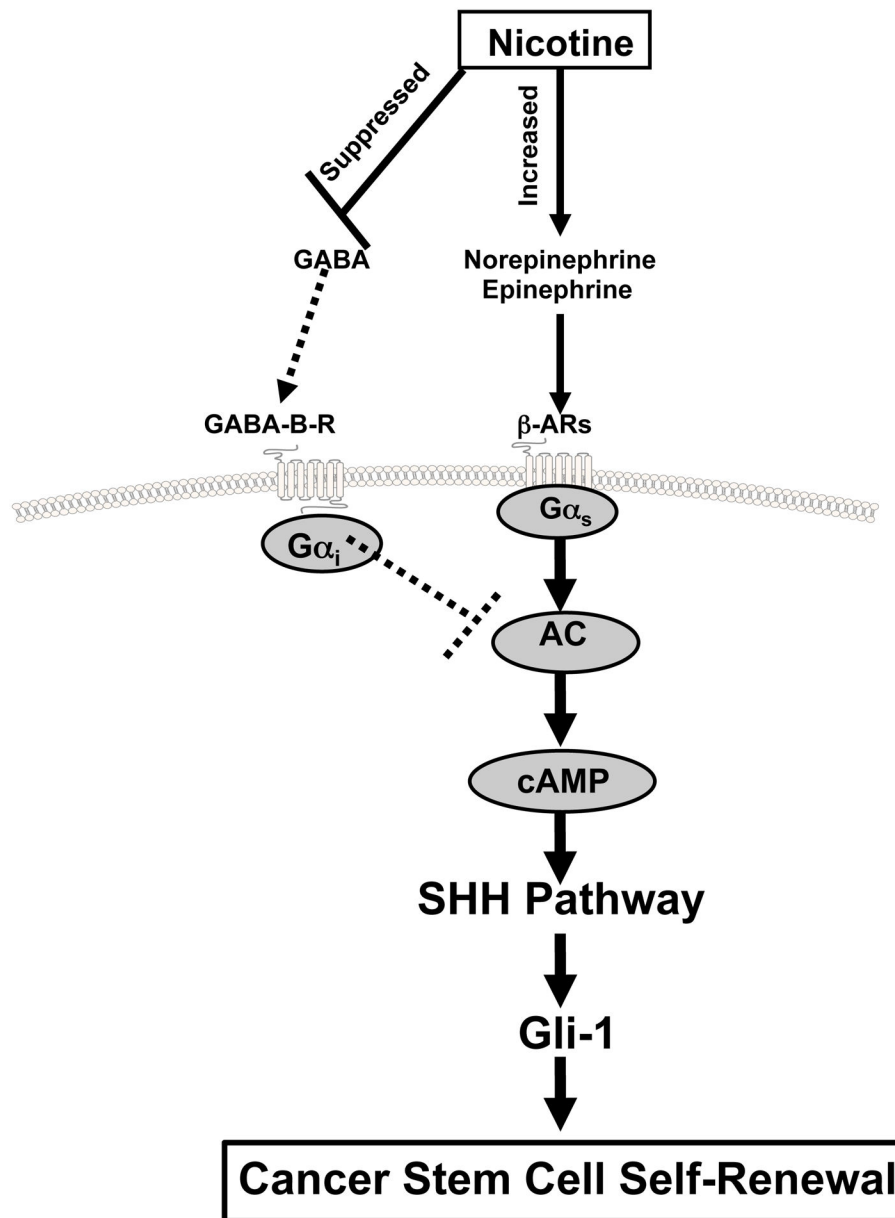 Nicotine
Suppressed
Increased
GABA
Norepinephrine
Epinephrine
GABA-B-R
β-ARs
Gαs
Gαi
AC
cAMP
SHH Pathway
Gli-1
Cancer Stem Cell Self-Renewal